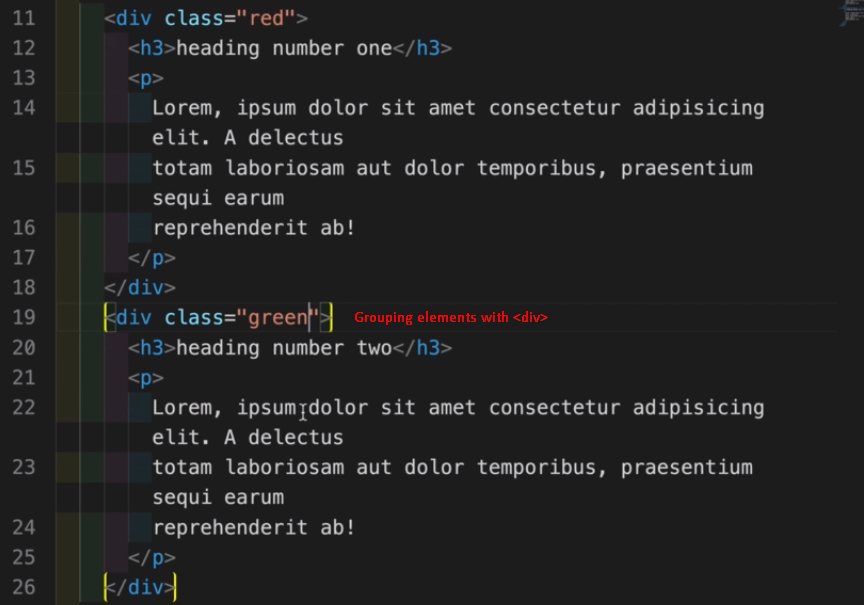 11 <div class="red">
12 <h3>heading number one</h3>
13 <p>
14 Lorem, ipsum dolor sit amet consectetur adipisicing
elit. A delectus
15 totam laboriosam aut dolor temporibus, praesentium
sequi earum
16 reprehenderit ab!
17 </p>
18 </div>
19 <div class="green"> Grouping elements with <div>
20 <h3>heading number two</h3>
21 <p>
22 Lorem, ipsum dolor sit amet consectetur adipisicing
elit. A delectus
23 totam laboriosam aut dolor temporibus, praesentium
sequi earum
24 reprehenderit ab!
25 </p>
26 </div>